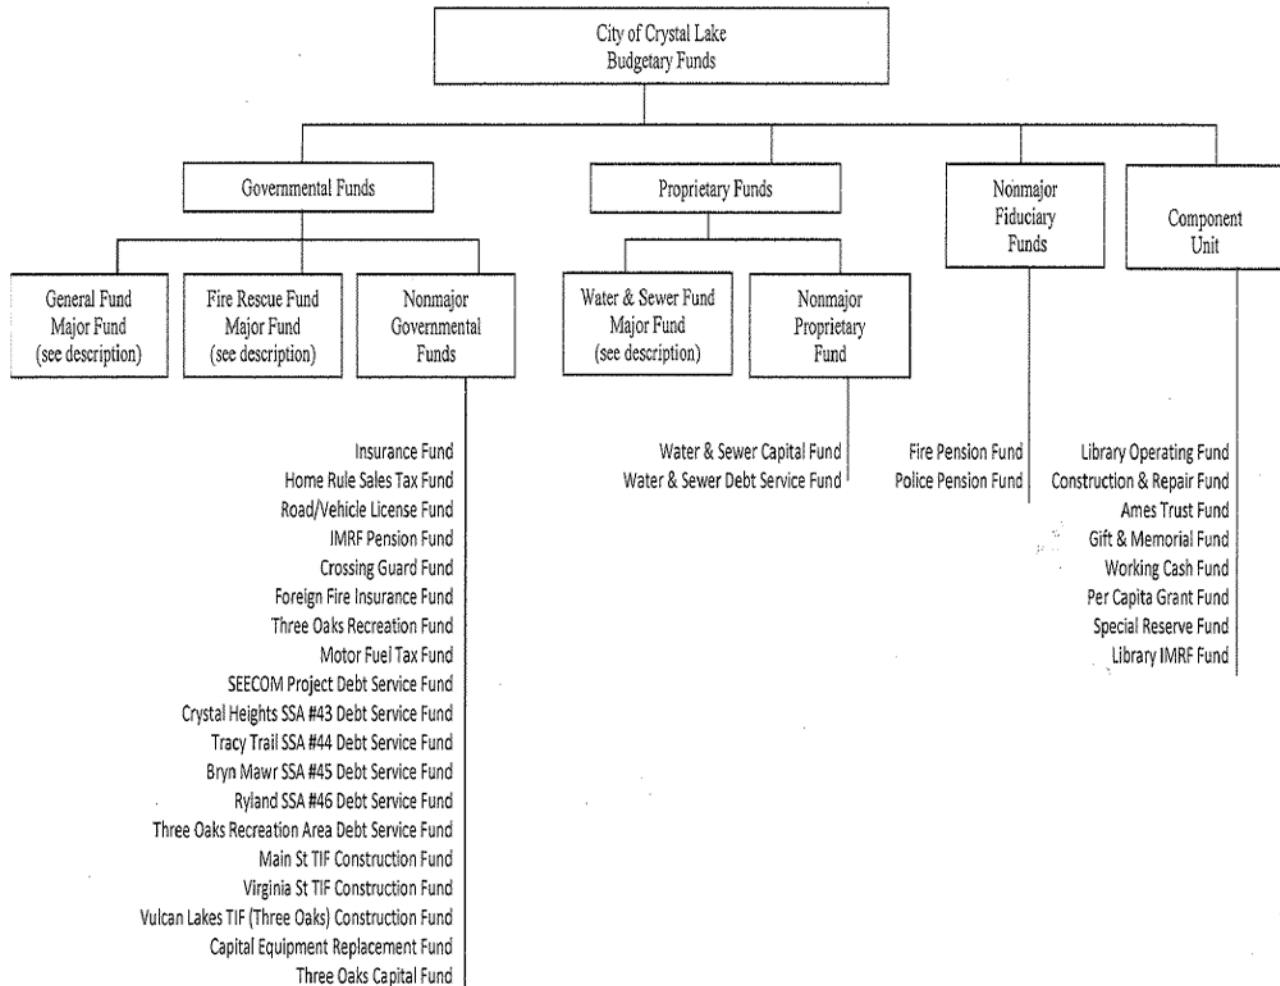 City of Crystal Lake
Budgetary Funds
Governmental Funds
Proprietary Funds
Nonmajor
Fiduciary
Funds
Component
Unit
General Fund
Major Fund
(see description)
Fire Rescue Fund
Major Fund
(see description)
Nonmajor
Governmental
Funds
Water & Sewer Fund
Major Fund
(see description)
Nonmajor
Proprietary
Fund
Insurance Fund
Home Rule Sales Tax Fund
Road/Vehicle License Fund
IMRF Pension Fund
Crossing Guard Fund
Foreign Fire Insurance Fund
Three Oaks Recreation Fund
Motor Fuel Tax Fund
SEECOM Project Debt Service Fund
Crystal Heights SSA #43 Debt Service Fund
Tracy Trail SSA #44 Debt Service Fund
Bryn Mawr SSA #45 Debt Service Fund
Ryland SSA #46 Debt Service Fund
Three Oaks Recreation Area Debt Service Fund
Main St TIF Construction Fund
Virginia St TIF Construction Fund
Vulcan Lakes TIF (Three Oaks) Construction Fund
Capital Equipment Replacement Fund
Three Oaks Capital Fund
Water & Sewer Capital Fund
Water & Sewer Debt Service Fund
Fire Pension Fund
Police Pension Fund
Library Operating Fund
Construction & Repair Fund
Ames Trust Fund
Gift & Memorial Fund
Working Cash Fund
Per Capita Grant Fund
Special Reserve Fund
Library IMRF Fund